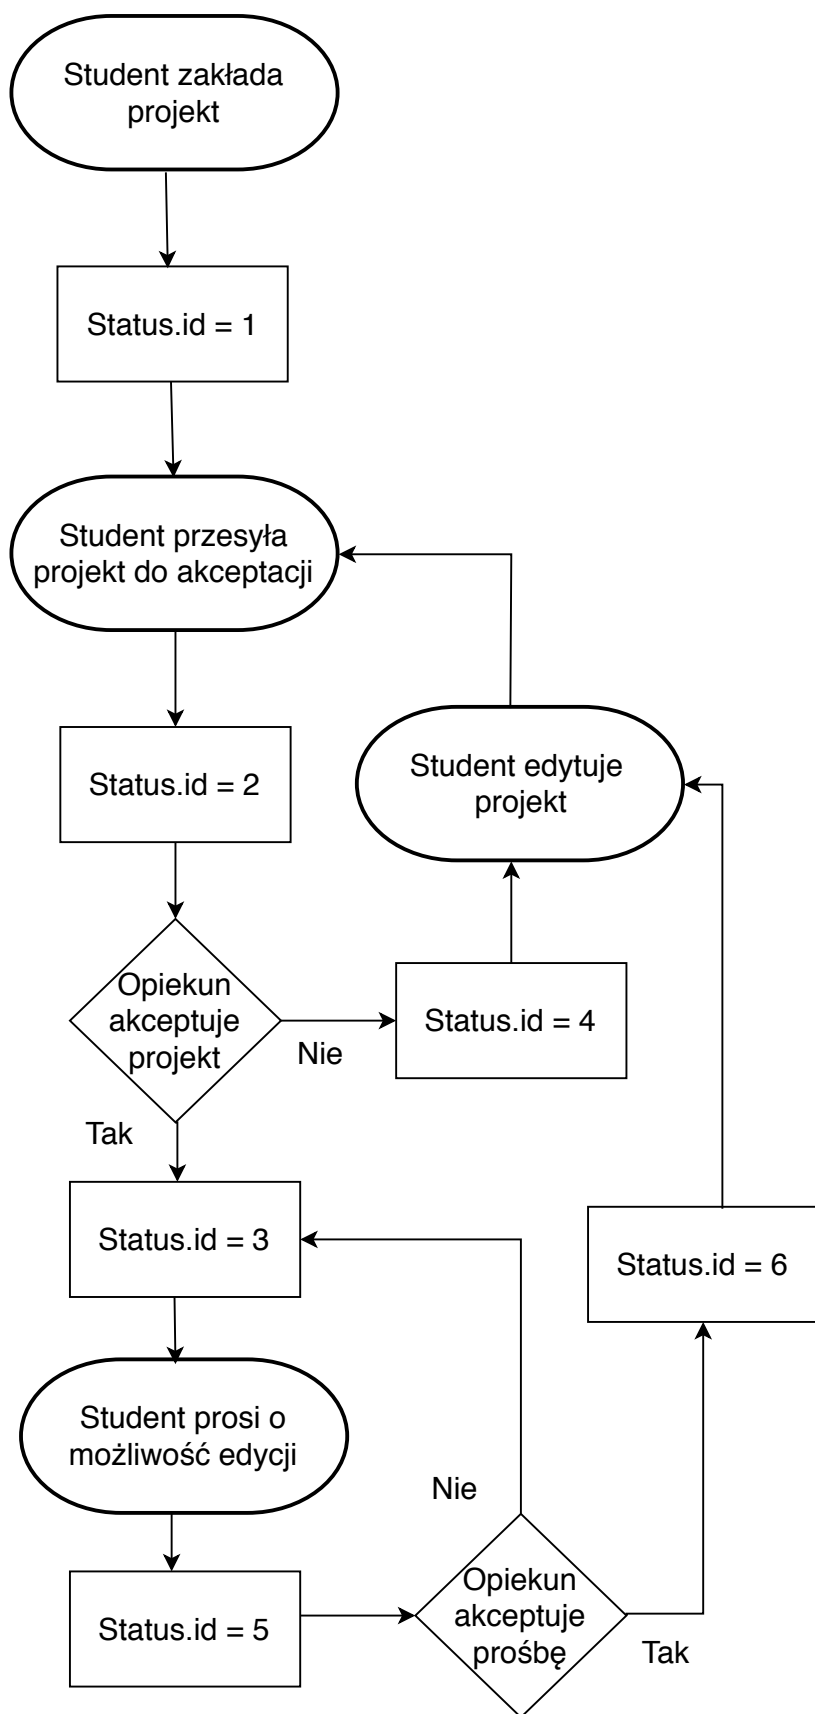 Student zakłada
projekt
Status.id = 1
Student przesyła
projekt do akceptacji
Status.id = 2
Student edytuje
projekt
Opiekun
akceptuje
projekt
Nie
Status.id = 4
Tak
Status.id = 3
Status.id = 6
Student prosi o
możliwość edycji
Nie
Status.id = 5
Opiekun
akceptuje
prośbę
Tak